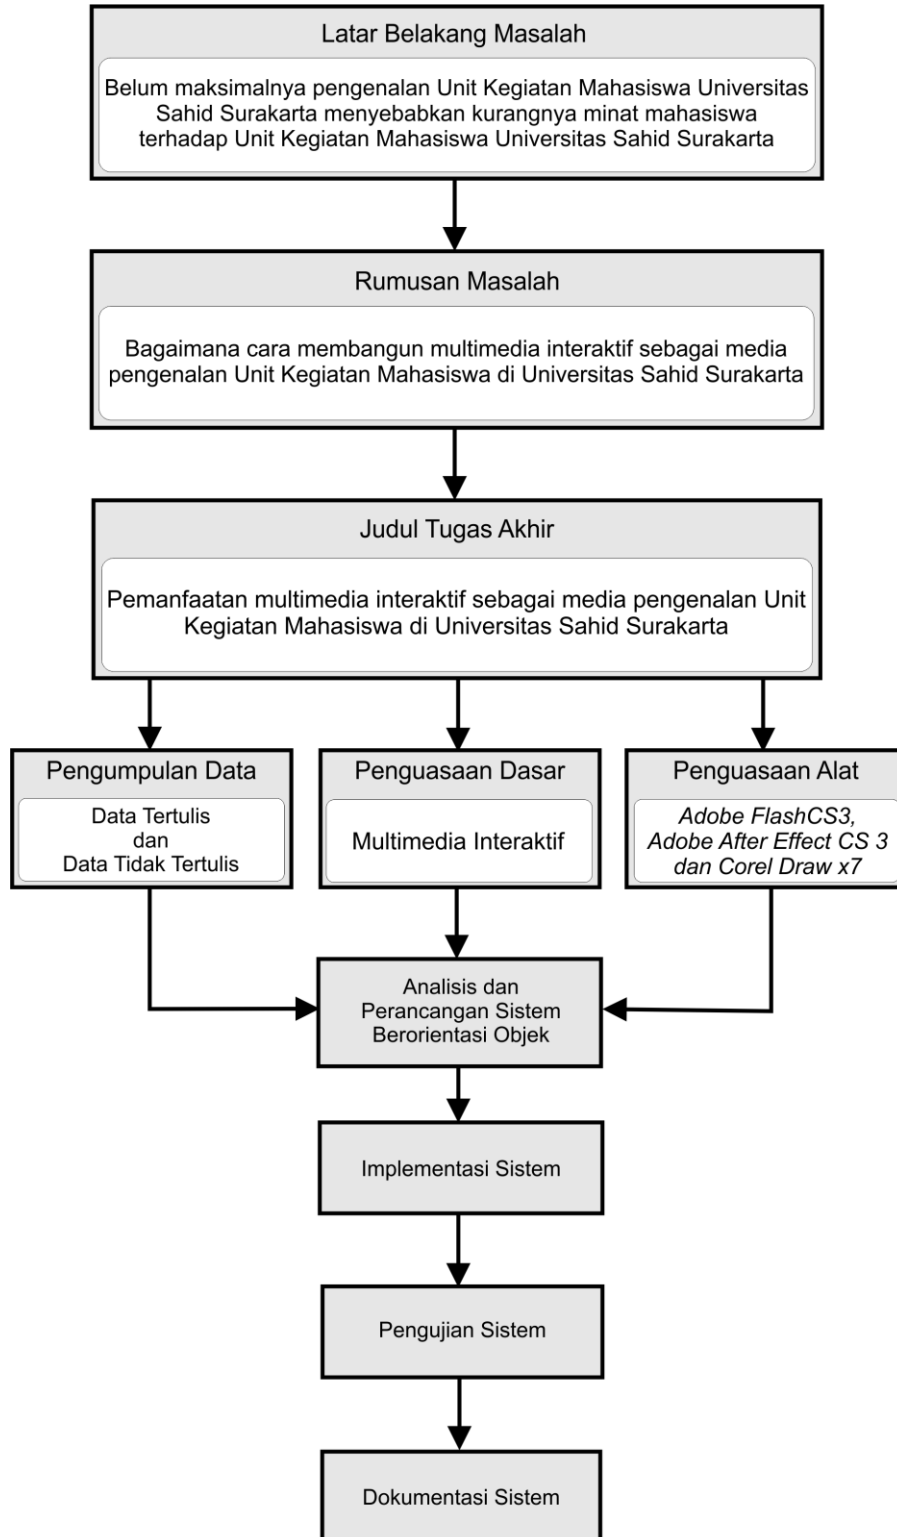 Latar Belakang Masalah
Belum maksimalnya pengenalan Unit Kegiatan Mahasiswa Universitas
Sahid Surakarta menyebabkan kurangnya minat mahasiswa
terhadap Unit Kegiatan Mahasiswa Universitas Sahid Surakarta
Rumusan Masalah
Bagaimana cara membangun multimedia interaktif sebagai media
pengenalan Unit Kegiatan Mahasiswa di Universitas Sahid Surakarta
Judul Tugas Akhir
Pemanfaatan multimedia interaktif sebagai media pengenalan Unit
Kegiatan Mahasiswa di Universitas Sahid Surakarta
Pengumpulan Data
Data Tertulis
dan
Data Tidak Tertulis
Penguasaan Dasar
Multimedia Interaktif
Penguasaan Alat
Adobe FlashCS3,
Adobe After Effect CS 3
dan Corel Draw x7
Analisis dan
Perancangan Sistem
Berorientasi Objek
Implementasi Sistem
Pengujian Sistem
Dokumentasi Sistem